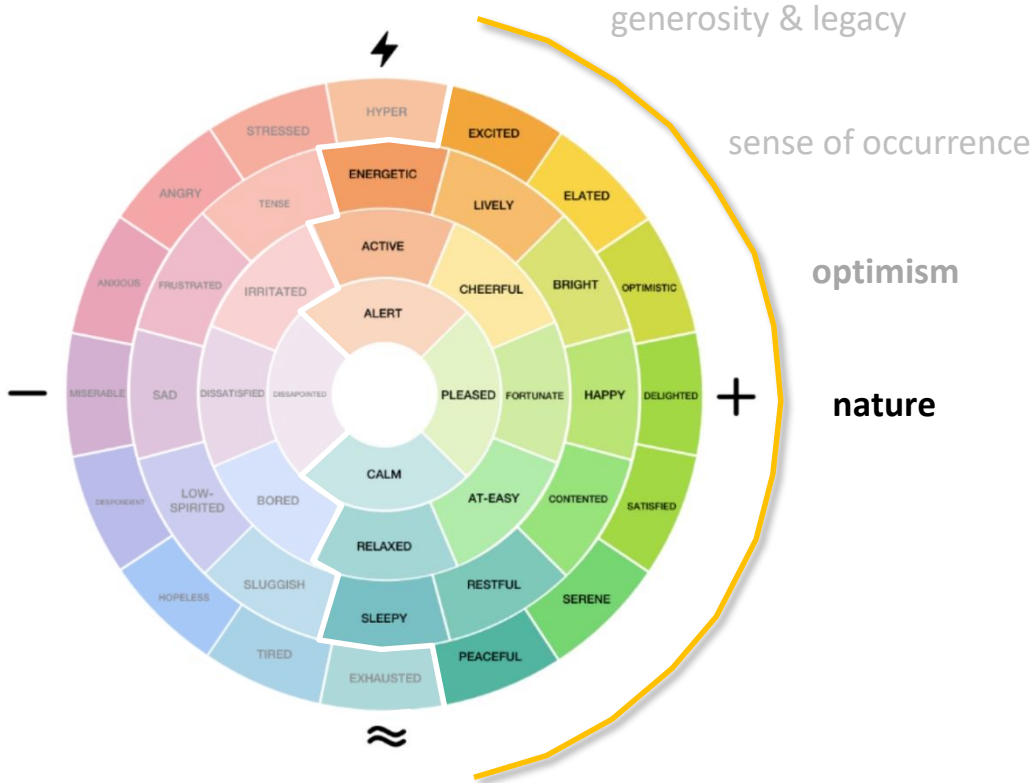 generosity & legacy
sense of occurrence
optimism
nature
HYPER
EXCITED
ELATED
OPTIMISTIC
DELIGHTED
SATISFIED
SERENE
PEACEFUL
EXHAUSTED
TIRED
HOPELESS
DESPONDENT
MISERABLE
ANXIOUS
ANGRY
STRESSED
ENERGETIC
LIVELY
BRIGHT
HAPPY
CONTENTED
RESTFUL
SLEEPY
SLUGGISH
LOW-
SPIRITED
SAD
FRUSTRATED
TENSE
ACTIVE
CHEERFUL
FORTUNATE
AT-EASY
RELAXED
BORED
DISSATISFIED
IRRITATED
ALERT
PLEASED
CALM
DISSAPOINTED
−
+
≈